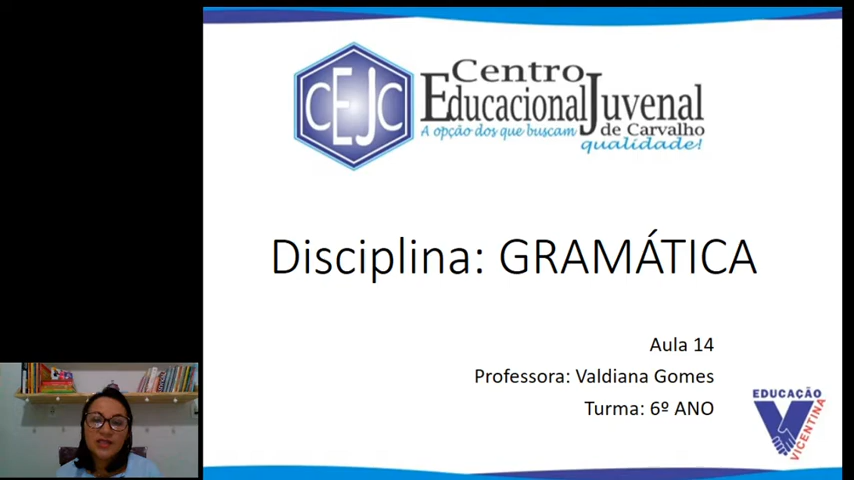 CEJC
Centro
Educacional Juvenal
A opção dos que buscam de Carvalho
qualidade!
Disciplina: GRAMÁTICA
Aula 14
Professora: Valdiana Gomes
Turma: 6º ANO
EDUCAÇÃO
VICENTINA